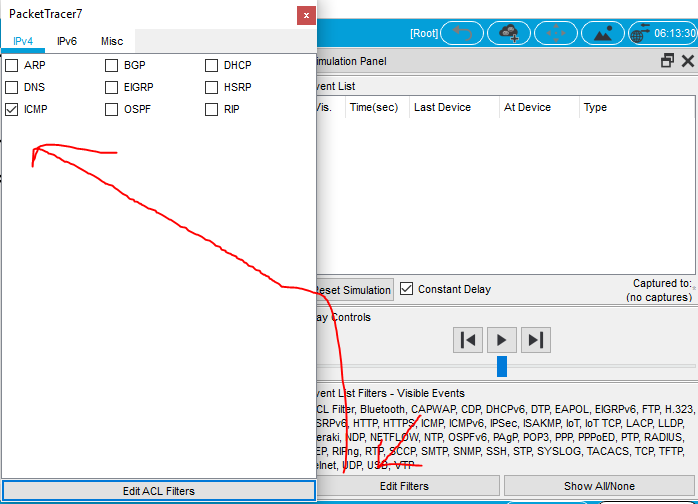 PacketTracer7
x
IPv4 IPv6 Misc
ARP BGP DHCP
DNS EIGRP HSRP
ICMP OSPF RIP
Edit ACL Filters
[Root] 06:13:30
imulation Panel
vent List
Vis. Time(sec) Last Device At Device Type
Reset Simulation Constant Delay Captured to:
(no captures)
ay Controls
vent List Filters - Visible Events
CL Filter, Bluetooth, CAPWAP, CDP, DHCPv6, DTP, EAPOL, EIGRPv6, FTP, H.323,
SRPv6, HTTP, HTTPS, ICMP, ICMPv6, IPSec, ISAKMP, IoT, IoT TCP, LACP, LLDP,
eraki, NDP, NETFLOW, NTP, OSPFv6, PAgP, POP3, PPP, PPPoED, PTP, RADIUS,
EP, RIPng, RTP, SCCP, SMTP, SNMP, SSH, STP, SYSLOG, TACACS, TCP, TFTP,
elnet, UDP, USB, VTP
Edit Filters Show All/None